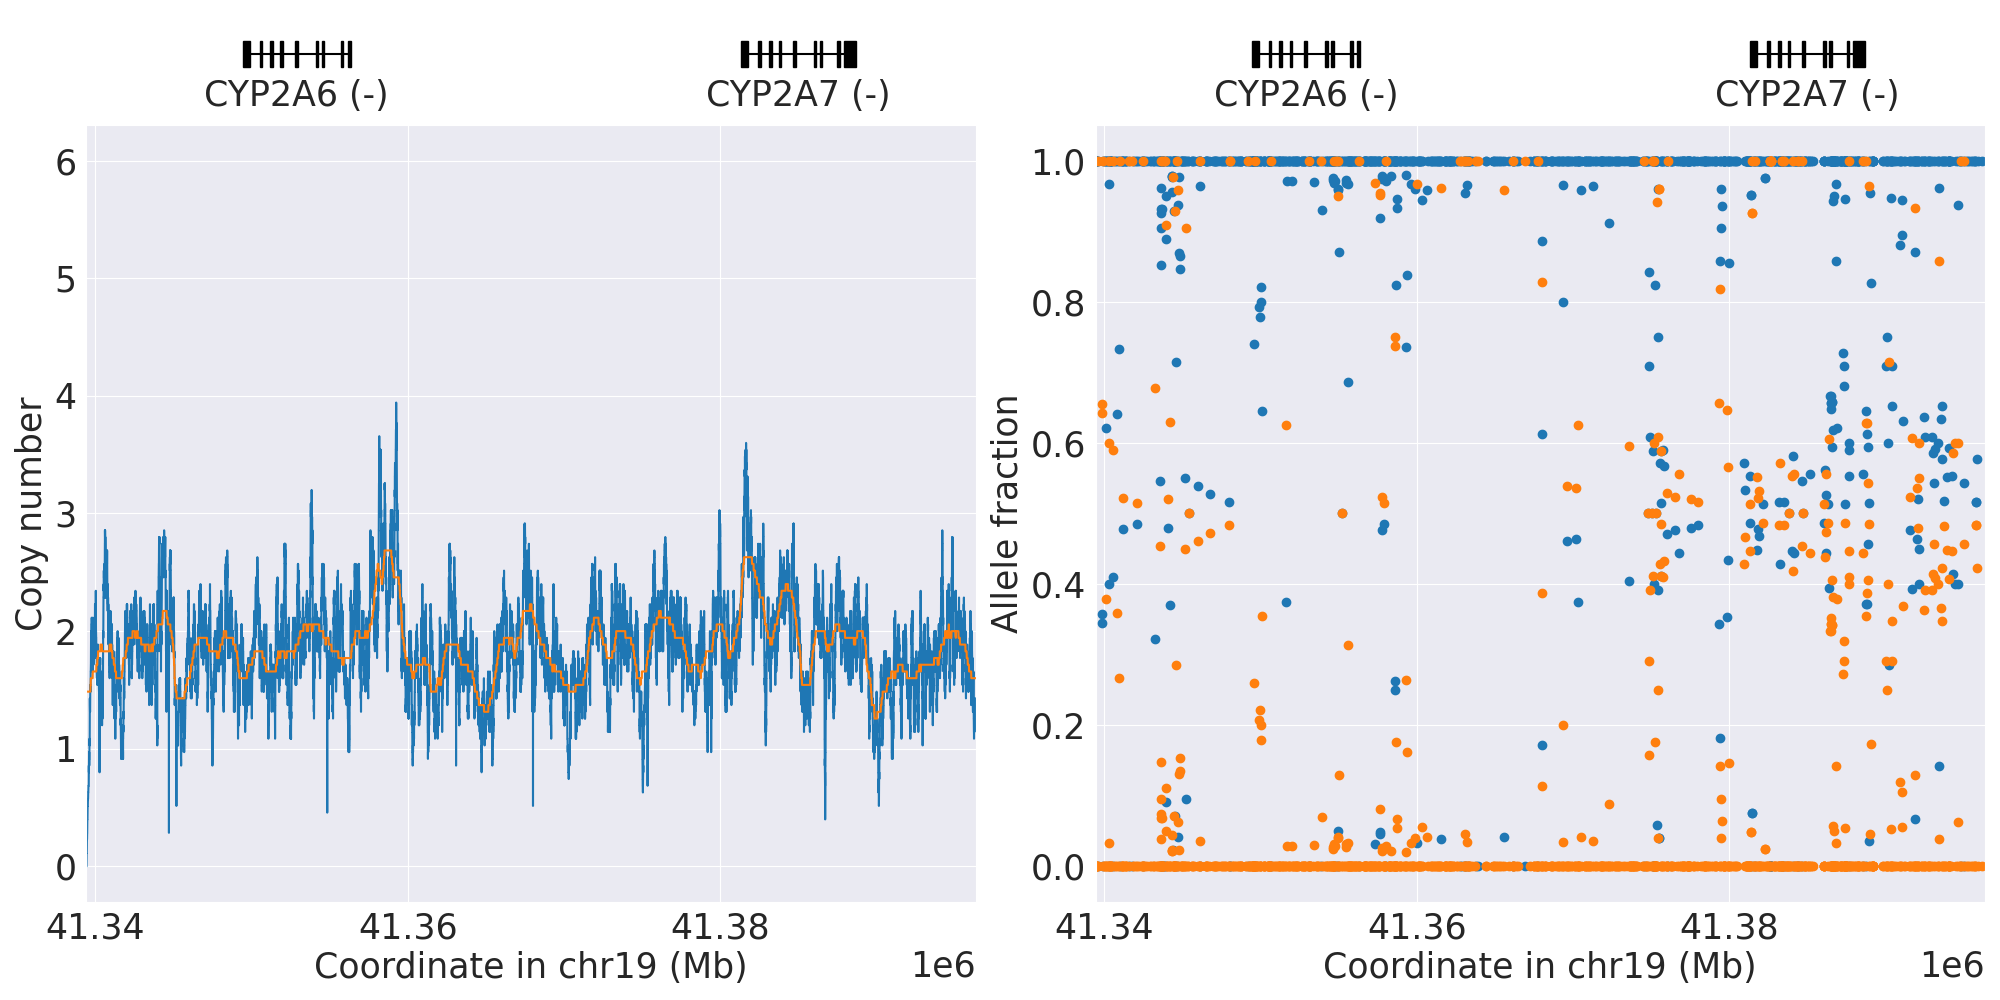 CYP2A6 (-)
CYP2A7 (-)
CYP2A6 (-)
CYP2A7 (-)
Copy number
6
5
4
3
2
1
0
41.34
41.36
41.38
Coordinate in chr19 (Mb)
1e6
Allele fraction
1.0
0.8
0.6
0.4
0.2
0.0
41.34
41.36
41.38
Coordinate in chr19 (Mb)
1e6